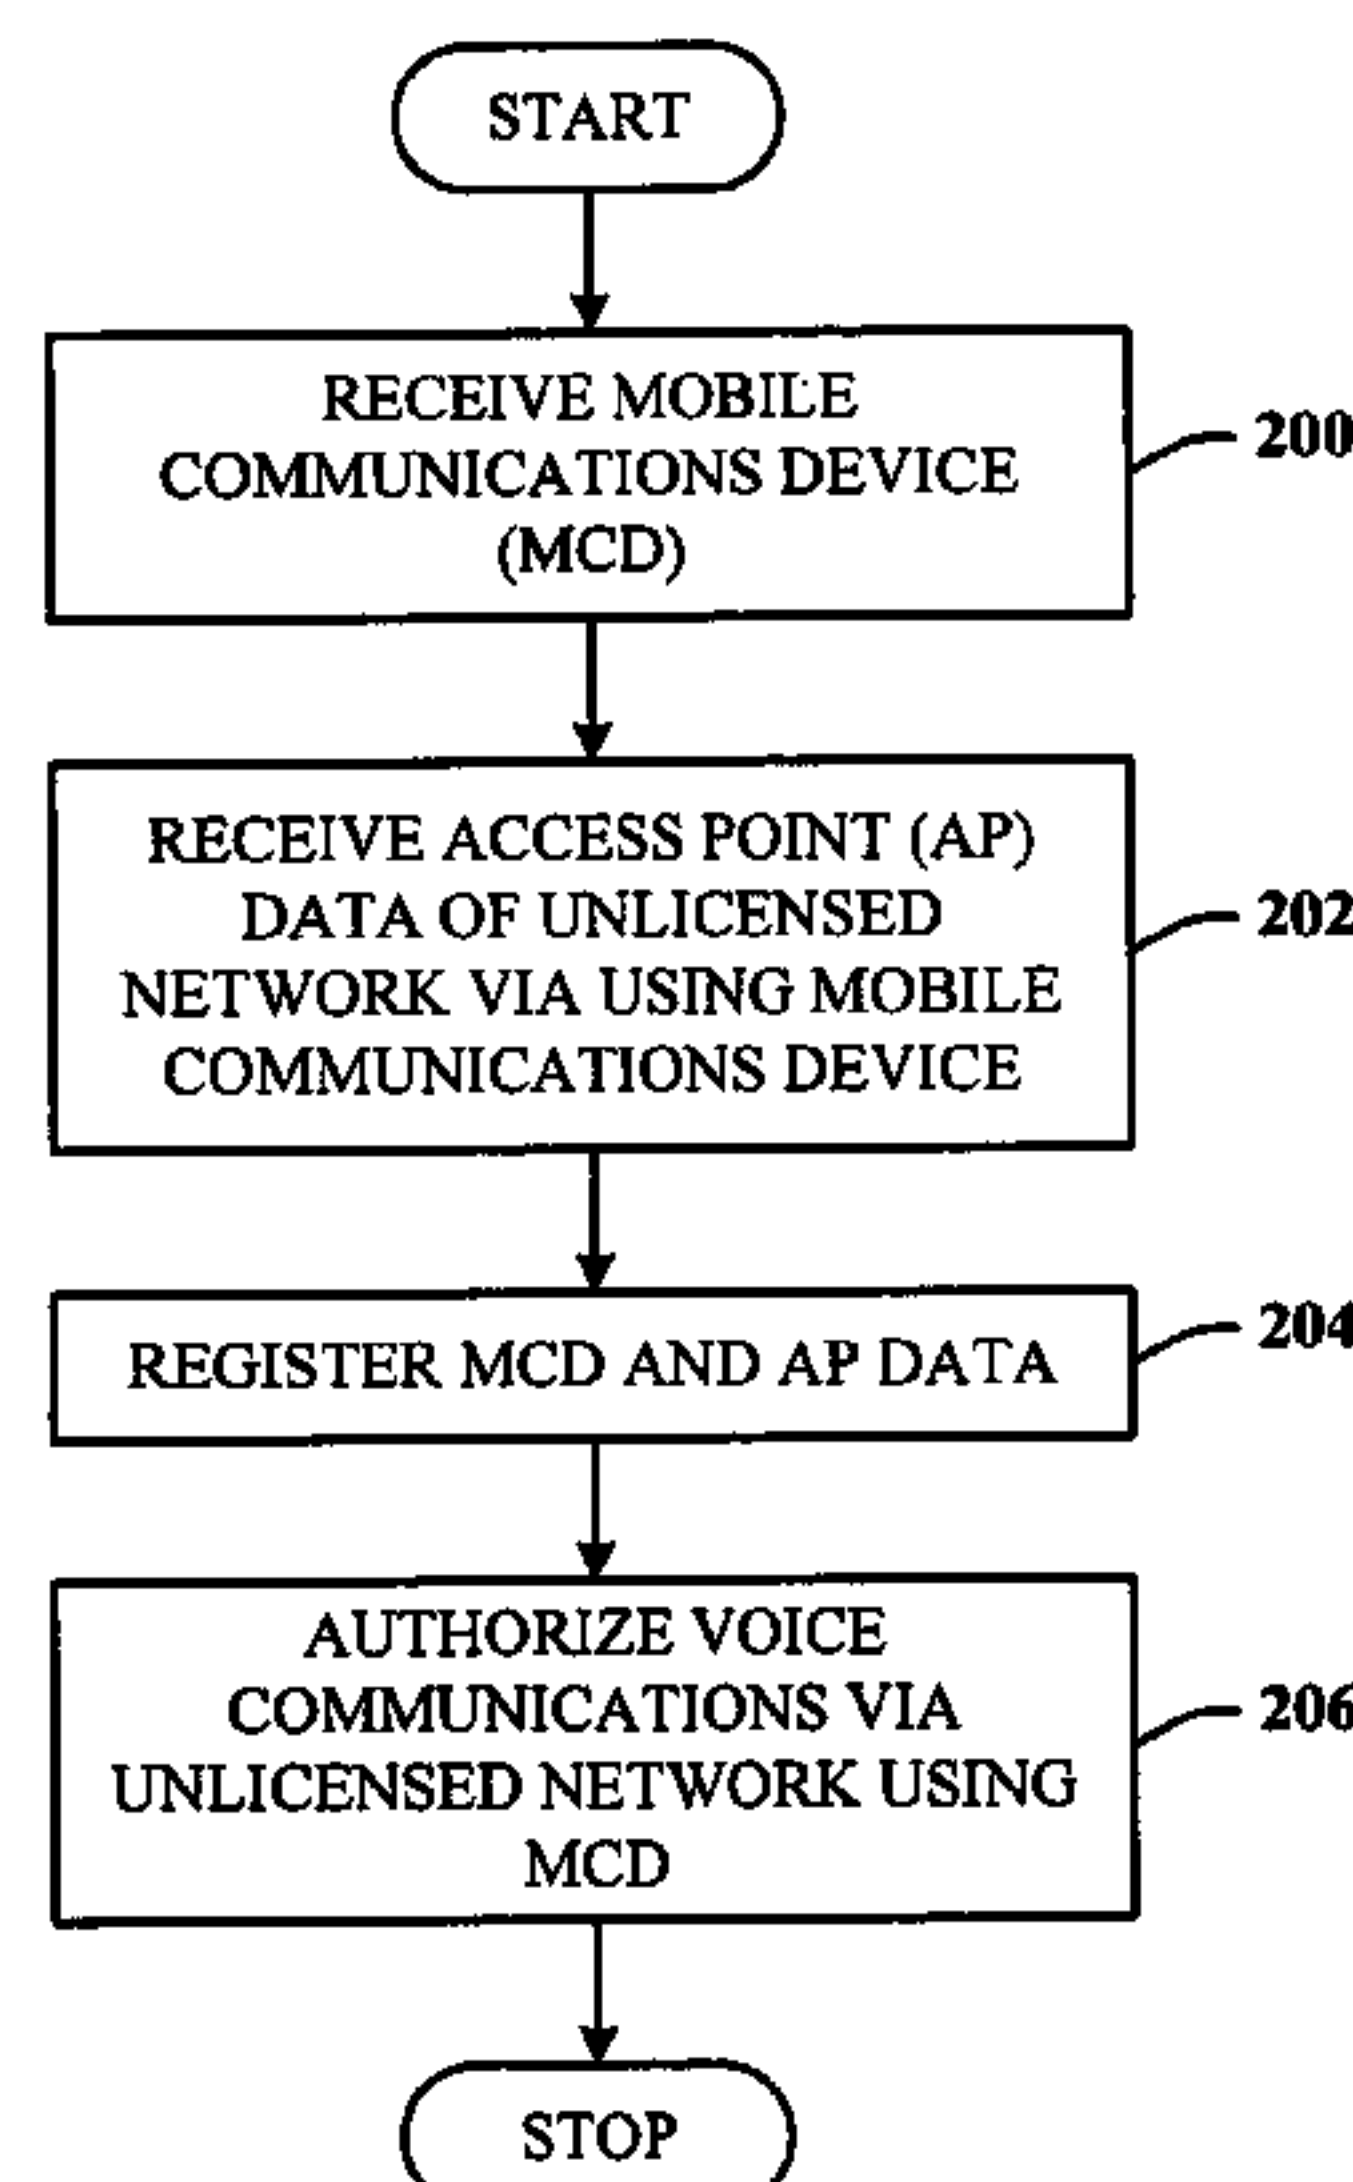 START
RECEIVE MOBILE
COMMUNICATIONS DEVICE
(MCD)
200
RECEIVE ACCESS POINT (AP)
DATA OF UNLICENSED
NETWORK VIA USING MOBILE
COMMUNICATIONS DEVICE
202
REGISTER MCD AND AP DATA
204
AUTHORIZE VOICE
COMMUNICATIONS VIA
UNLICENSED NETWORK USING
MCD
206
STOP